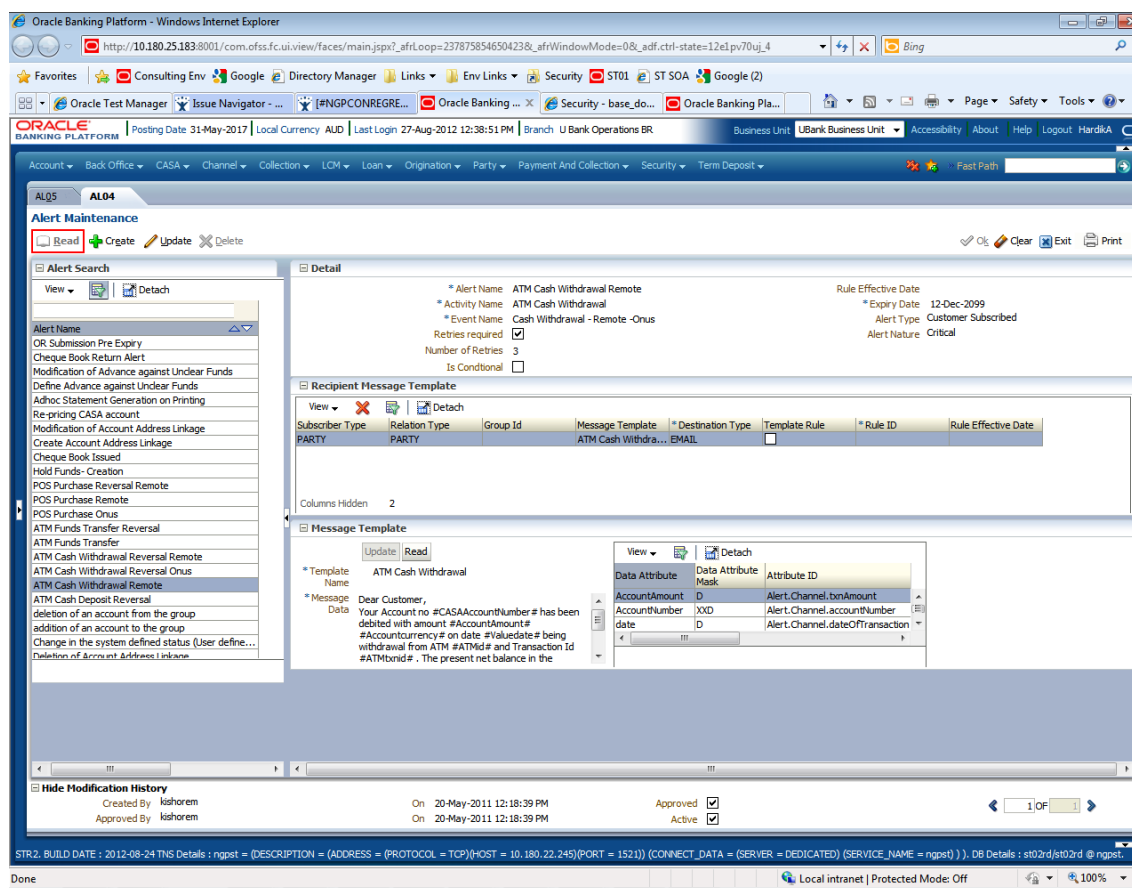 Oracle Banking Platform - Windows Internet Explorer
http://10.180.25.183:8001/com.ofss.fc.ui.view/faces/main.jspx?_afrLoop=237875854650423&_afrWindowMode=0&_adf.ctrl-state=12e1pv70uj_4 Bing
Favorites Consulting Env Google Directory Manager Links Env Links Security ST01 ST SOA Google (2)
Oracle Test Manager Issue Navigator - ... [#NGPCONREGRE... Oracle Banking ... X Security - base_do... Oracle Banking Pla... Page Safety Tools
ORACLE BANKING PLATFORM Posting Date 31-May-2017 Local Currency AUD Last Login 27-Aug-2012 12:38:51 PM Branch U Bank Operations BR Business Unit UBank Business Unit Accessibility About Help Logout HardikA
Account Back Office CASA Channel Collection LCM Loan Origination Party Payment And Collection Security Term Deposit Fast Path
AL05 AL04
Alert Maintenance
Read Create Update Delete Ok Clear Exit Print
Alert Search
View Detach
Alert Name
OR Submission Pre Expiry
Cheque Book Return Alert
Modification of Advance against Unclear Funds
Define Advance against Unclear Funds
Adhoc Statement Generation on Printing
Re-pricing CASA account
Modification of Account Address Linkage
Create Account Address Linkage
Cheque Book Issued
Hold Funds- Creation
POS Purchase Reversal Remote
POS Purchase Remote
POS Purchase Onus
ATM Funds Transfer Reversal
ATM Funds Transfer
ATM Cash Withdrawal Reversal Remote
ATM Cash Withdrawal Reversal Onus
ATM Cash Withdrawal Remote
ATM Cash Deposit Reversal
deletion of an account from the group
addition of an account to the group
Change in the system defined status (User define...
Deletion of Account Address Linkage
Detail
* Alert Name ATM Cash Withdrawal Remote Rule Effective Date
* Activity Name ATM Cash Withdrawal * Expiry Date 12-Dec-2099
* Event Name Cash Withdrawal - Remote -Onus Alert Type Customer Subscribed
Retries required Alert Nature Critical
Number of Retries 3
Is Condtional
Recipient Message Template
View Detach
Subscriber Type Relation Type Group Id Message Template * Destination Type Template Rule * Rule ID Rule Effective Date
PARTY PARTY ATM Cash Withdra... EMAIL
Columns Hidden 2
Message Template
Update Read
* Template Name ATM Cash Withdrawal
* Message Data
Dear Customer,
Your Account no #CASAAccountNumber# has been
debited with amount #AccountAmount#
#Accountcurrency# on date #Valuedate# being
withdrawal from ATM #ATMid# and Transaction Id
#ATMtxnid# . The present net balance in the
View Detach
Data Attribute Data Attribute Mask Attribute ID
AccountAmount D Alert.Channel.txnAmount
AccountNumber XXD Alert.Channel.accountNumber
date D Alert.Channel.dateOfTransaction
Hide Modification History
Created By kishorem On 20-May-2011 12:18:39 PM Approved 1 OF 1
Approved By kishorem On 20-May-2011 12:18:39 PM Active
STR2. BUILD DATE : 2012-08-24 TNS Details : ngpst = (DESCRIPTION = (ADDRESS = (PROTOCOL = TCP)(HOST = 10.180.22.245)(PORT = 1521)) (CONNECT_DATA = (SERVER = DEDICATED) (SERVICE_NAME = ngpst) ) ). DB Details : st02rd/st02rd @ ngpst.
Done Local intranet | Protected Mode: Off 100%